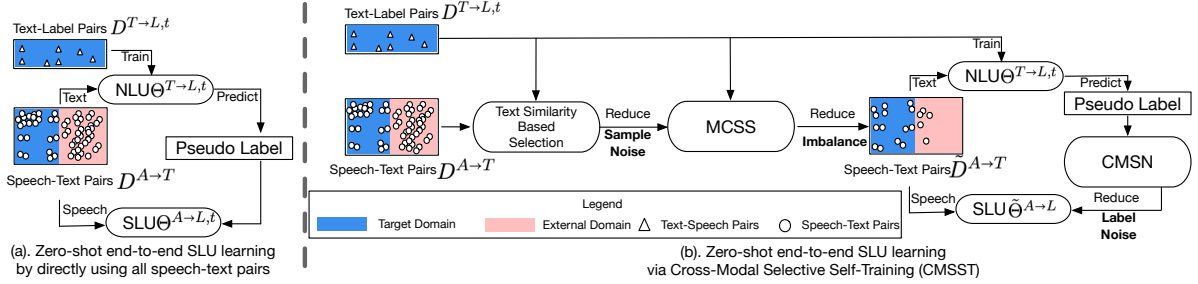 Text-Label Pairs D^{T→L,t}
Train
NLUΘ^{T→L,t}
Text
Predict
Pseudo Label
Speech-Text Pairs D^{A→T}
Speech
SLUΘ^{A→L,t}
(a). Zero-shot end-to-end SLU learning
by directly using all speech-text pairs
Text-Label Pairs D^{T→L,t}
Train
NLUΘ^{T→L,t}
Text
Predict
Pseudo Label
Text Similarity
Based
Selection
Reduce
Sample
Noise
MCSS
Reduce
Imbalance
CMSN
Speech-Text Pairs D^{A→T}
Speech-Text Pairs D̃^{A→T}
Speech
SLU Θ̃^{A→L}
Reduce
Label
Noise
Legend
Target Domain
External Domain
Text-Speech Pairs
Speech-Text Pairs
(b). Zero-shot end-to-end SLU learning
via Cross-Modal Selective Self-Training (CMSST)